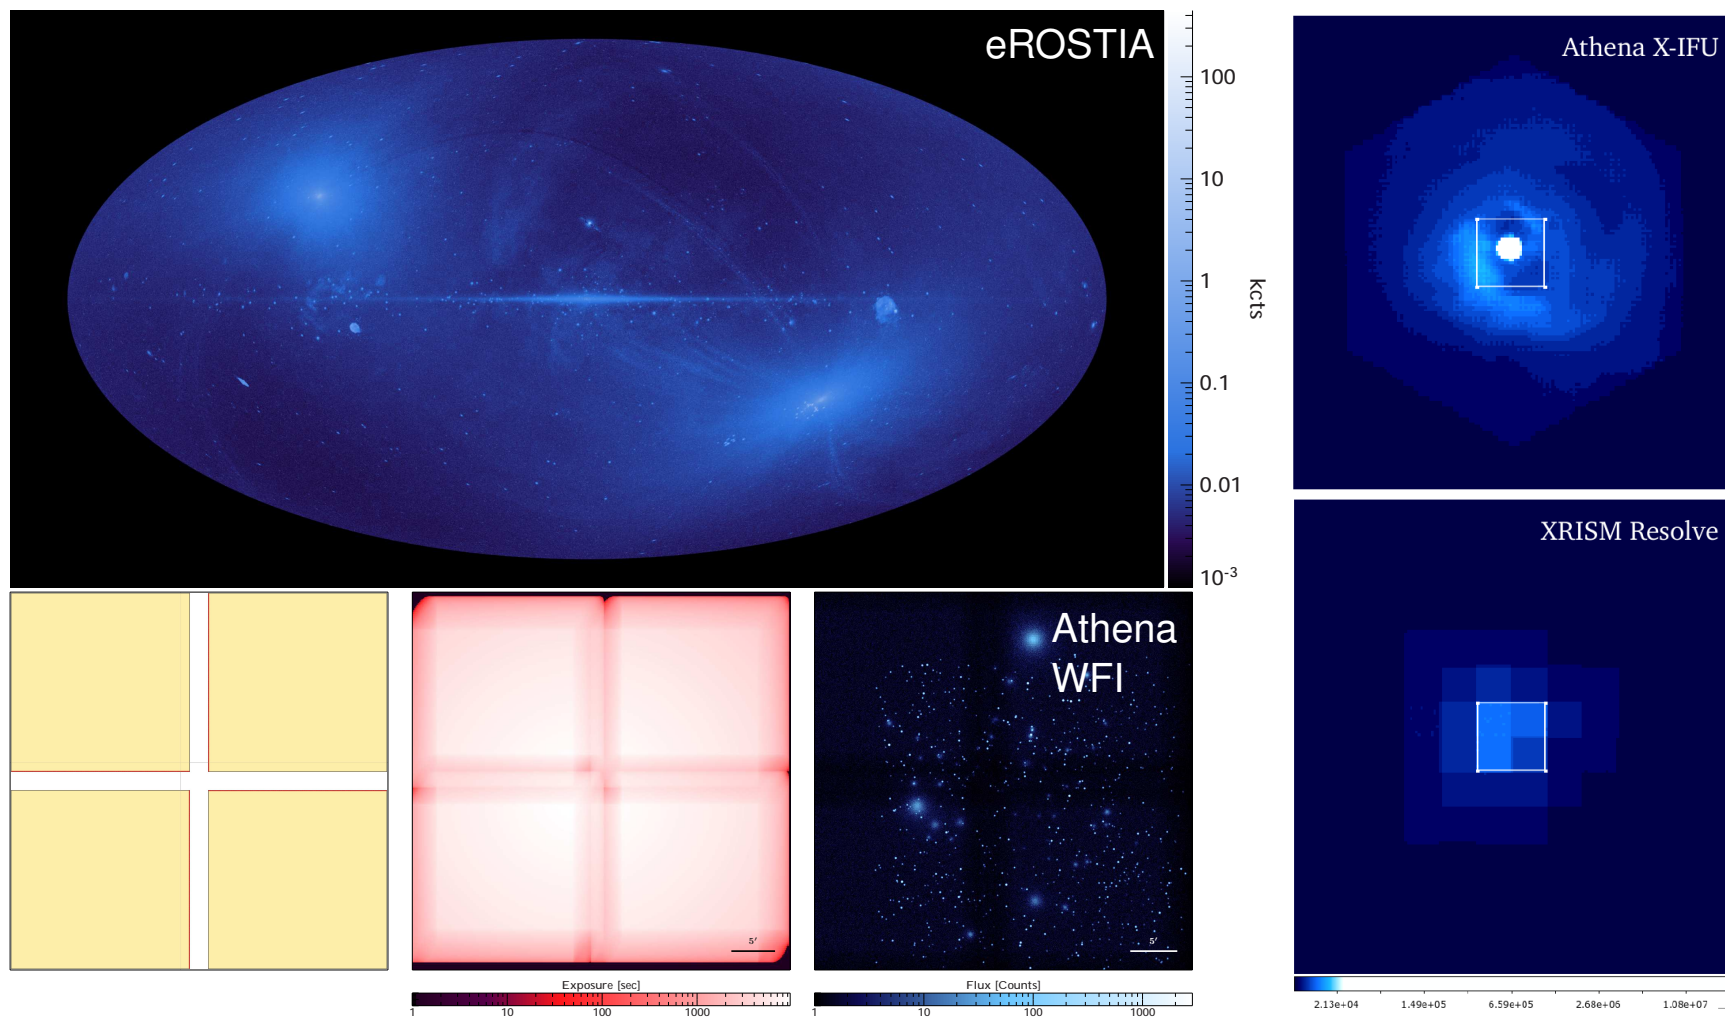 eROSTIA
100
10
1
0.1
0.01
10-3
kcts
Athena X-IFU
XRISM Resolve
Athena
WFI
5′
5′
Exposure [sec]
1
10
100
1000
Flux [Counts]
1
10
100
1000
2.13e+04
1.49e+05
6.59e+05
2.68e+06
1.08e+07